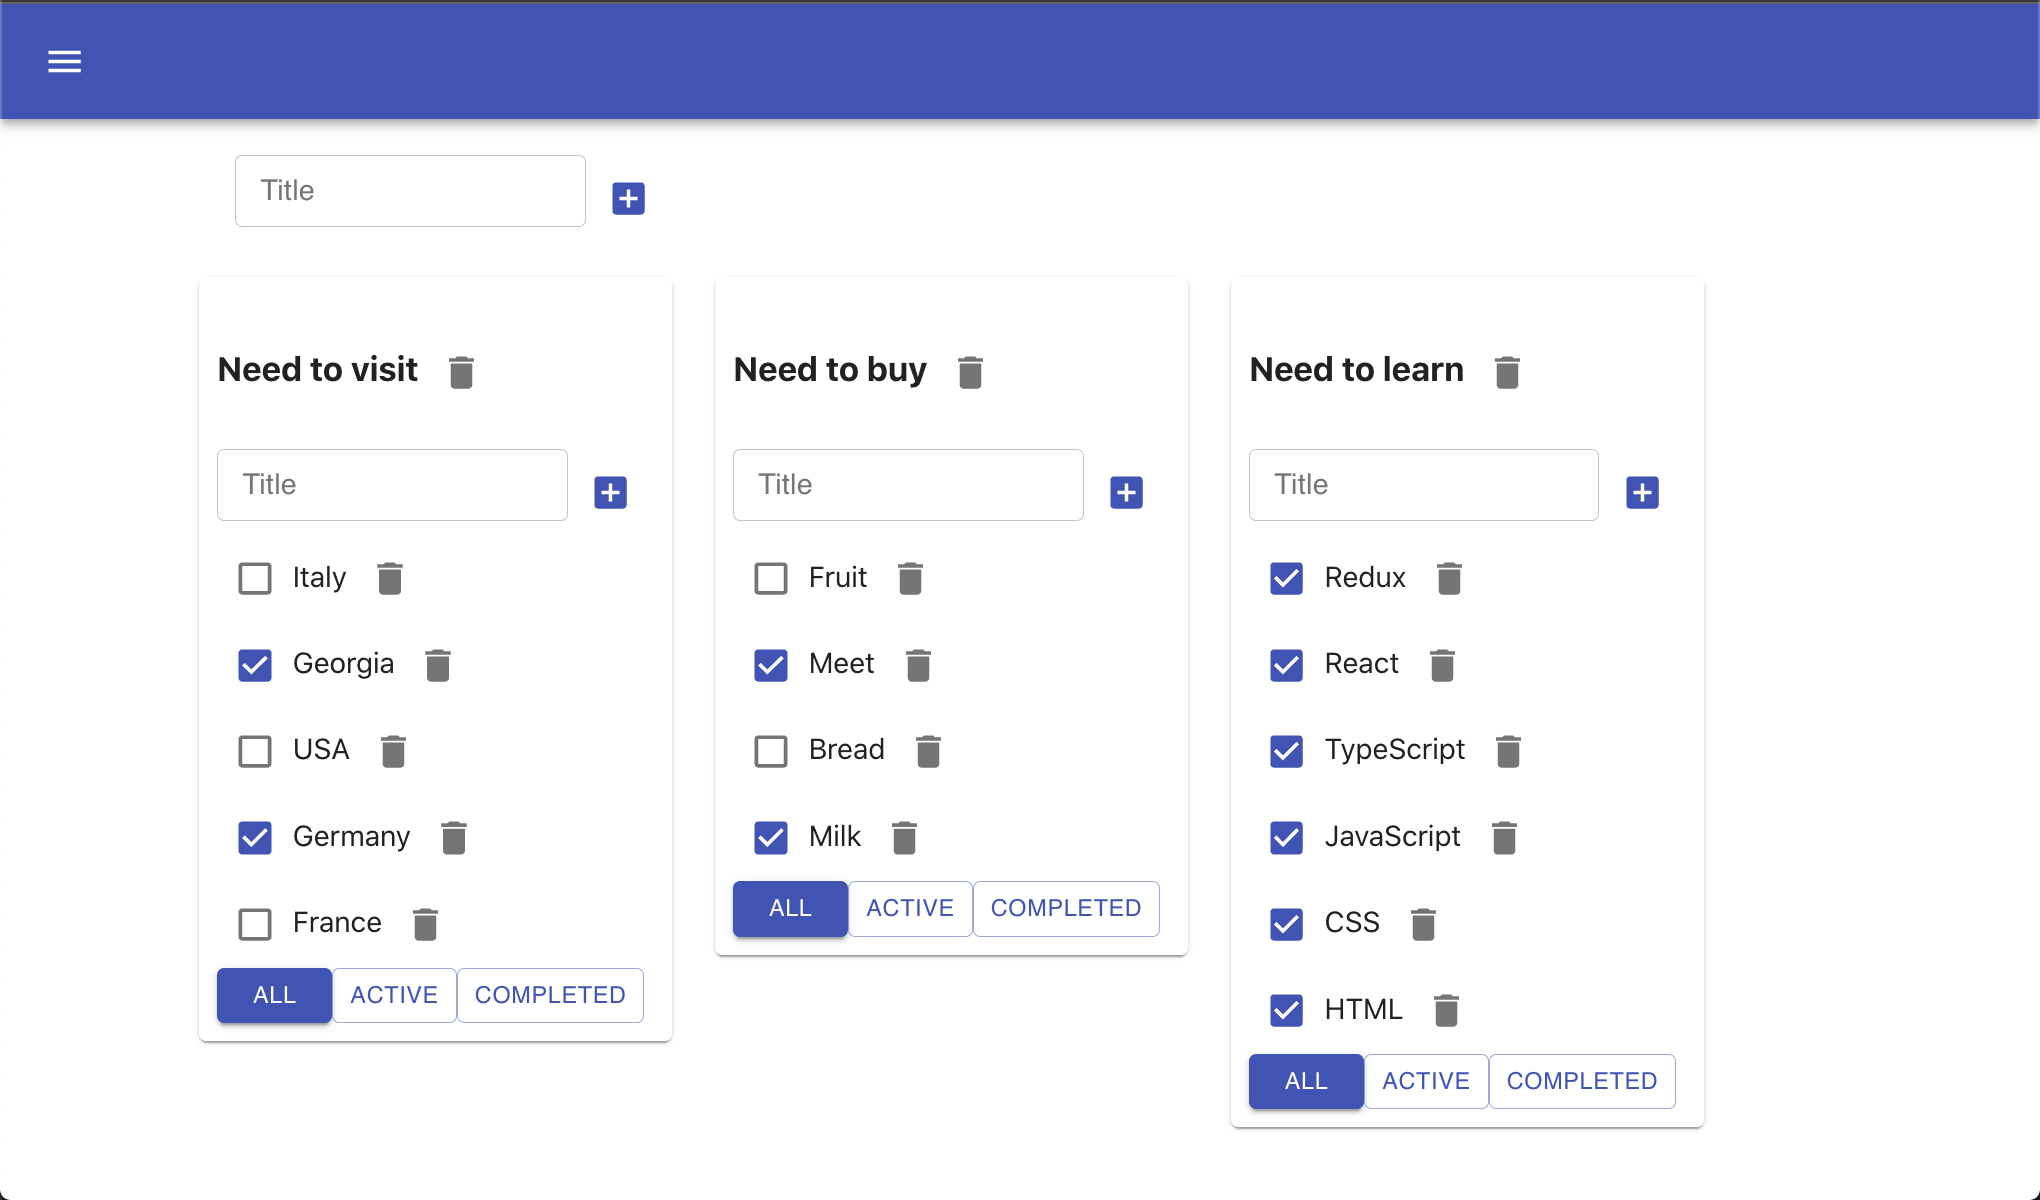 Title
Need to visit
Title
Italy
Georgia
USA
Germany
France
ALL ACTIVE COMPLETED
Need to buy
Title
Fruit
Meet
Bread
Milk
ALL ACTIVE COMPLETED
Need to learn
Title
Redux
React
TypeScript
JavaScript
CSS
HTML
ALL ACTIVE COMPLETED